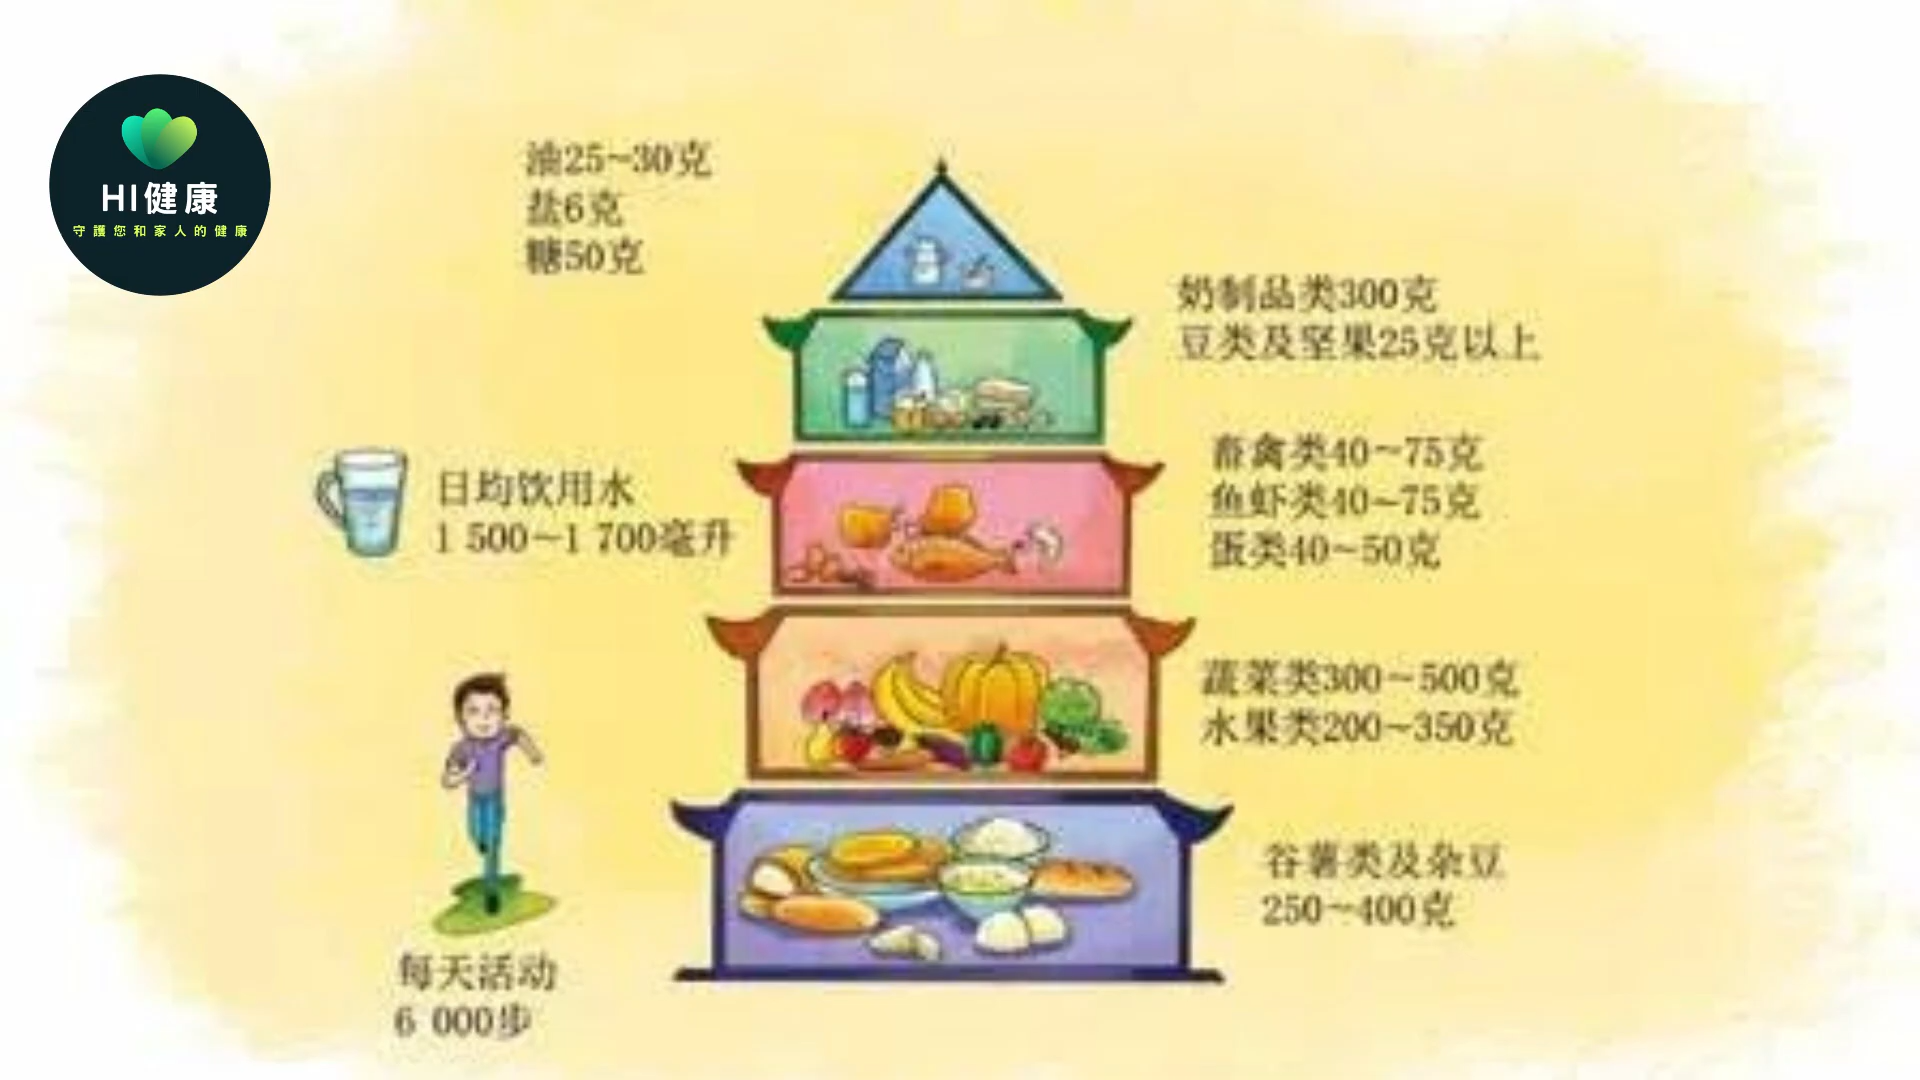 HI健康
守護您和家人的健康
油25~30克
盐6克
糖50克
奶制品类300克
豆类及坚果25克以上
畜禽类40~75克
鱼虾类40~75克
蛋类40~50克
日均饮用水
1 500~1 700毫升
蔬菜类300~500克
水果类200~350克
谷薯类及杂豆
250~400克
每天活动
6 000步